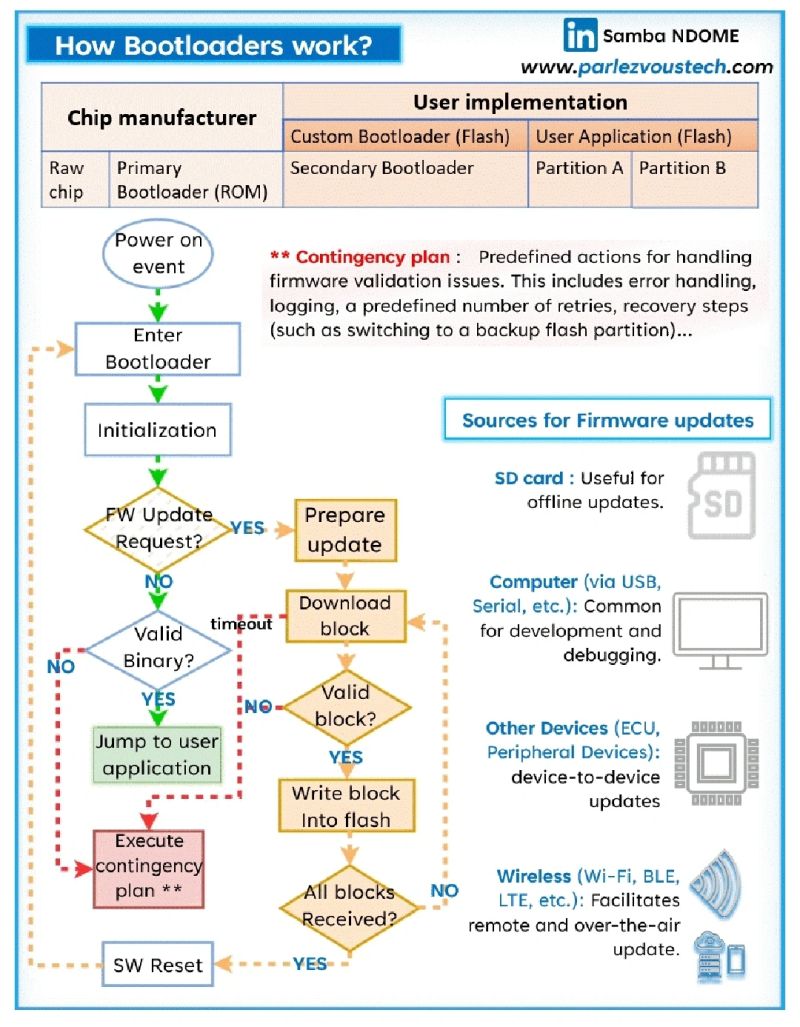 How Bootloaders work?
in Samba NDOME
www.parlezvoustech.com
Chip manufacturer
User implementation
Custom Bootloader (Flash)
User Application (Flash)
Raw
chip
Primary
Bootloader (ROM)
Secondary Bootloader
Partition A
Partition B
Power on
event
** Contingency plan : Predefined actions for handling
firmware validation issues. This includes error handling,
logging, a predefined number of retries, recovery steps
(such as switching to a backup flash partition)...
Enter
Bootloader
Initialization
FW Update
Request?
YES
Prepare
update
NO
Download
block
timeout
Valid
Binary?
NO
YES
Valid
block?
NO
YES
Jump to user
application
Write block
Into flash
Execute
contingency
plan **
All blocks
Received?
NO
YES
SW Reset
Sources for Firmware updates
SD card : Useful for
offline updates.
SD
Computer (via USB,
Serial, etc.): Common
for development and
debugging.
Other Devices (ECU,
Peripheral Devices):
device-to-device
updates
Wireless (Wi-Fi, BLE,
LTE, etc.): Facilitates
remote and over-the-air
update.